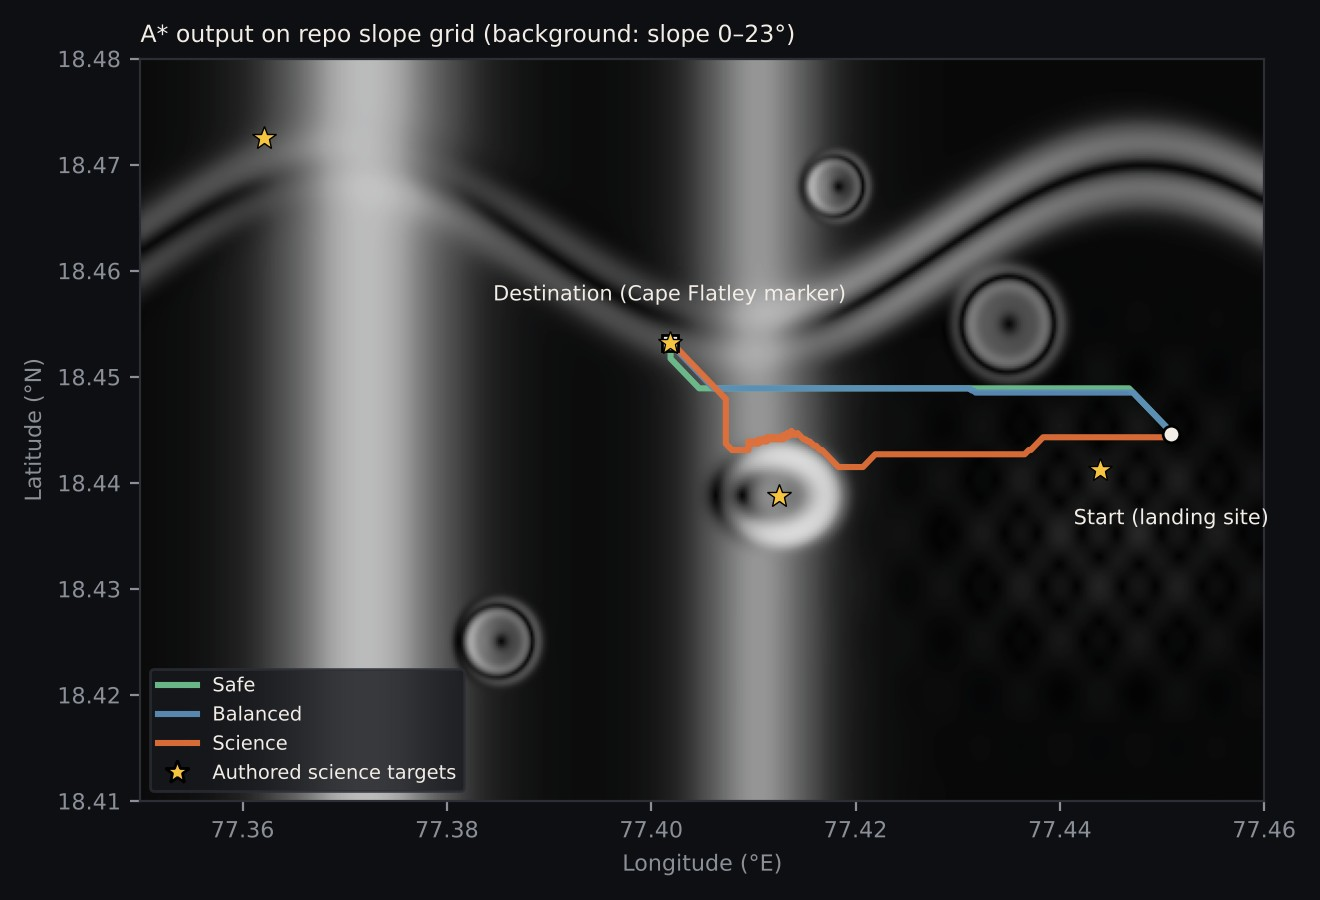 A* output on repo slope grid (background: slope 0–23°)
18.48
18.47
18.46
18.45
18.44
18.43
18.42
18.41
Latitude (°N)
Destination (Cape Flatley marker)
Start (landing site)
Safe
Balanced
Science
Authored science targets
77.36
77.38
77.40
77.42
77.44
77.46
Longitude (°E)